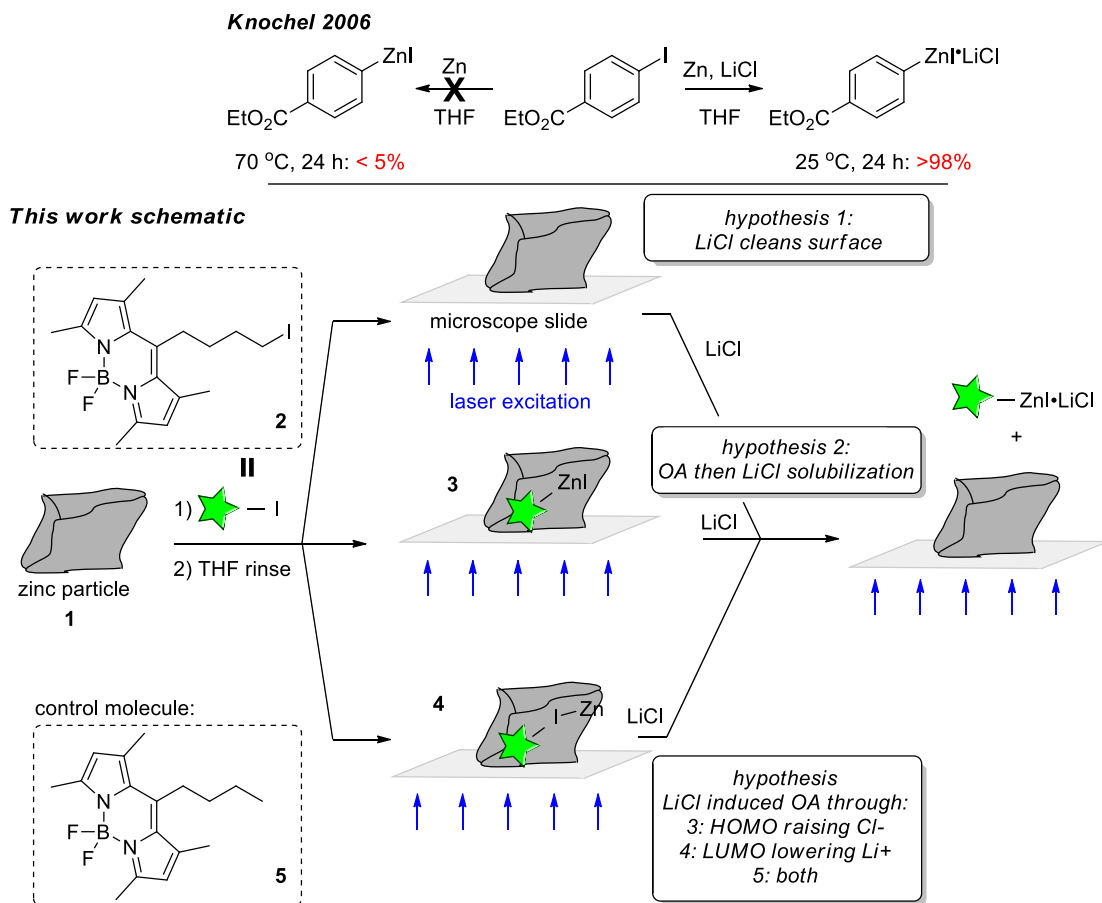 Knochel 2006
ZnI
EtO2C
Zn
X
THF
I
EtO2C
Zn, LiCl
THF
ZnI•LiCl
EtO2C
70 oC, 24 h: < 5%
25 oC, 24 h: >98%
This work schematic
hypothesis 1:
LiCl cleans surface
N
B
N
F
F
I
2
microscope slide
laser excitation
LiCl
hypothesis 2:
OA then LiCl solubilization
ZnI•LiCl
+
1)
I
2) THF rinse
zinc particle
1
3
ZnI
LiCl
4
I
Zn
LiCl
control molecule:
N
B
N
F
F
5
hypothesis
LiCl induced OA through:
3: HOMO raising Cl-
4: LUMO lowering Li+
5: both